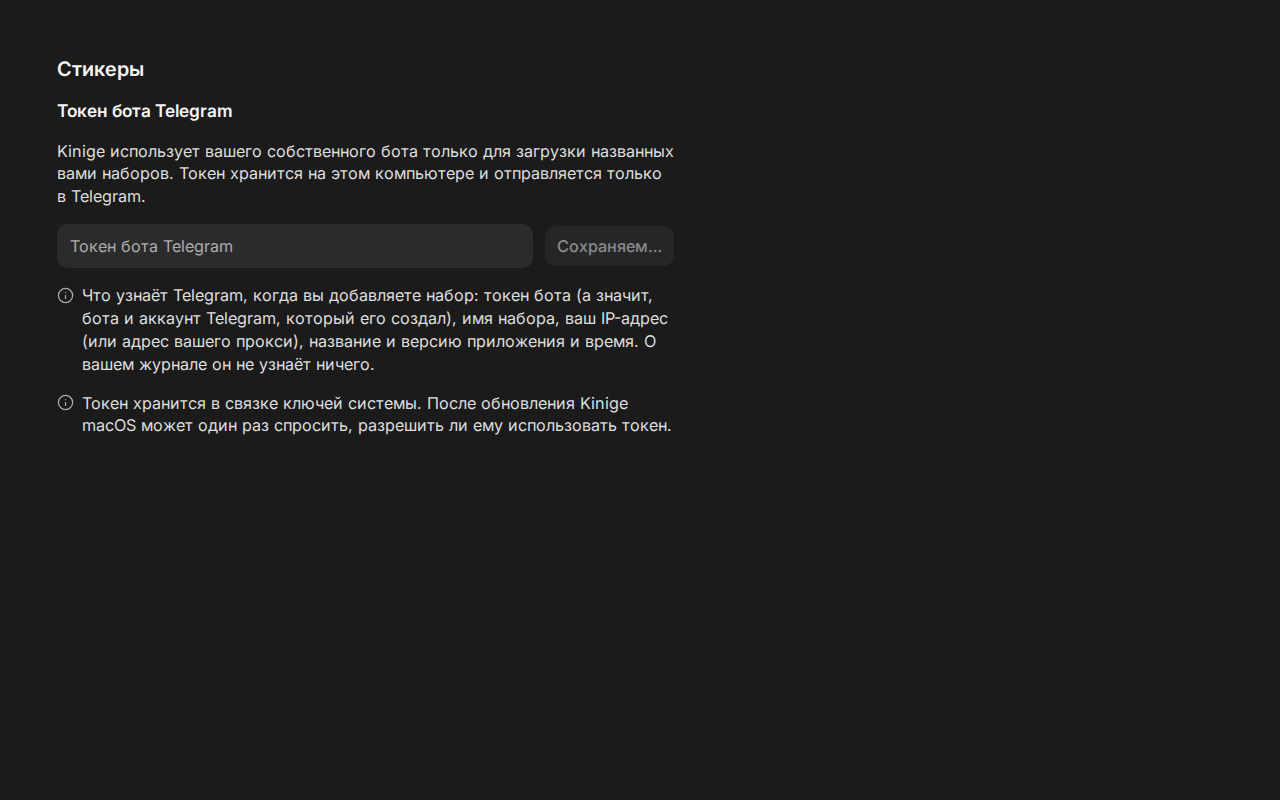 Стикеры
Токен бота Telegram
Kinige использует вашего собственного бота только для загрузки названных
вами наборов. Токен хранится на этом компьютере и отправляется только
в Telegram.
Токен бота Telegram
Сохраняем…
Что узнаёт Telegram, когда вы добавляете набор: токен бота (а значит,
бота и аккаунт Telegram, который его создал), имя набора, ваш IP-адрес
(или адрес вашего прокси), название и версию приложения и время. О
вашем журнале он не узнаёт ничего.
Токен хранится в связке ключей системы. После обновления Kinige
macOS может один раз спросить, разрешить ли ему использовать токен.